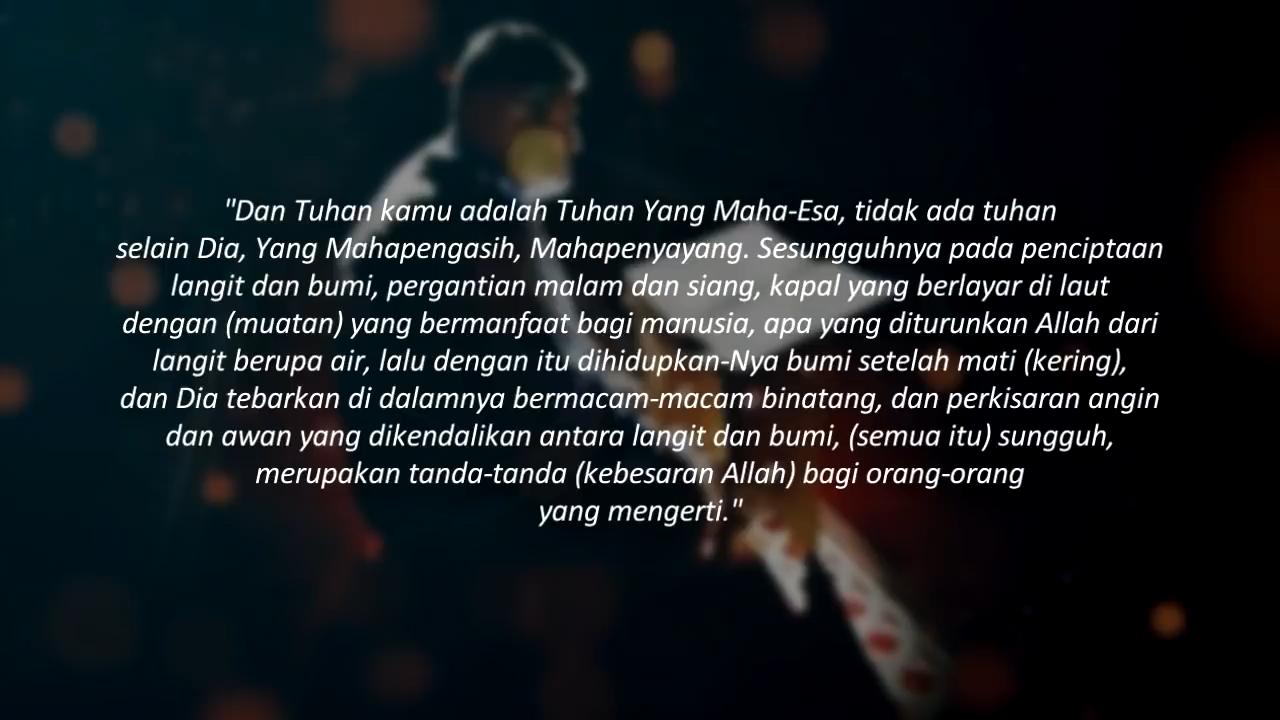 "Dan Tuhan kamu adalah Tuhan Yang Maha-Esa, tidak ada tuhan
selain Dia, Yang Mahapengasih, Mahapenyayang. Sesungguhnya pada penciptaan
langit dan bumi, pergantian malam dan siang, kapal yang berlayar di laut
dengan (muatan) yang bermanfaat bagi manusia, apa yang diturunkan Allah dari
langit berupa air, lalu dengan itu dihidupkan-Nya bumi setelah mati (kering),
dan Dia tebarkan di dalamnya bermacam-macam binatang, dan perkisaran angin
dan awan yang dikendalikan antara langit dan bumi, (semua itu) sungguh,
merupakan tanda-tanda (kebesaran Allah) bagi orang-orang
yang mengerti."